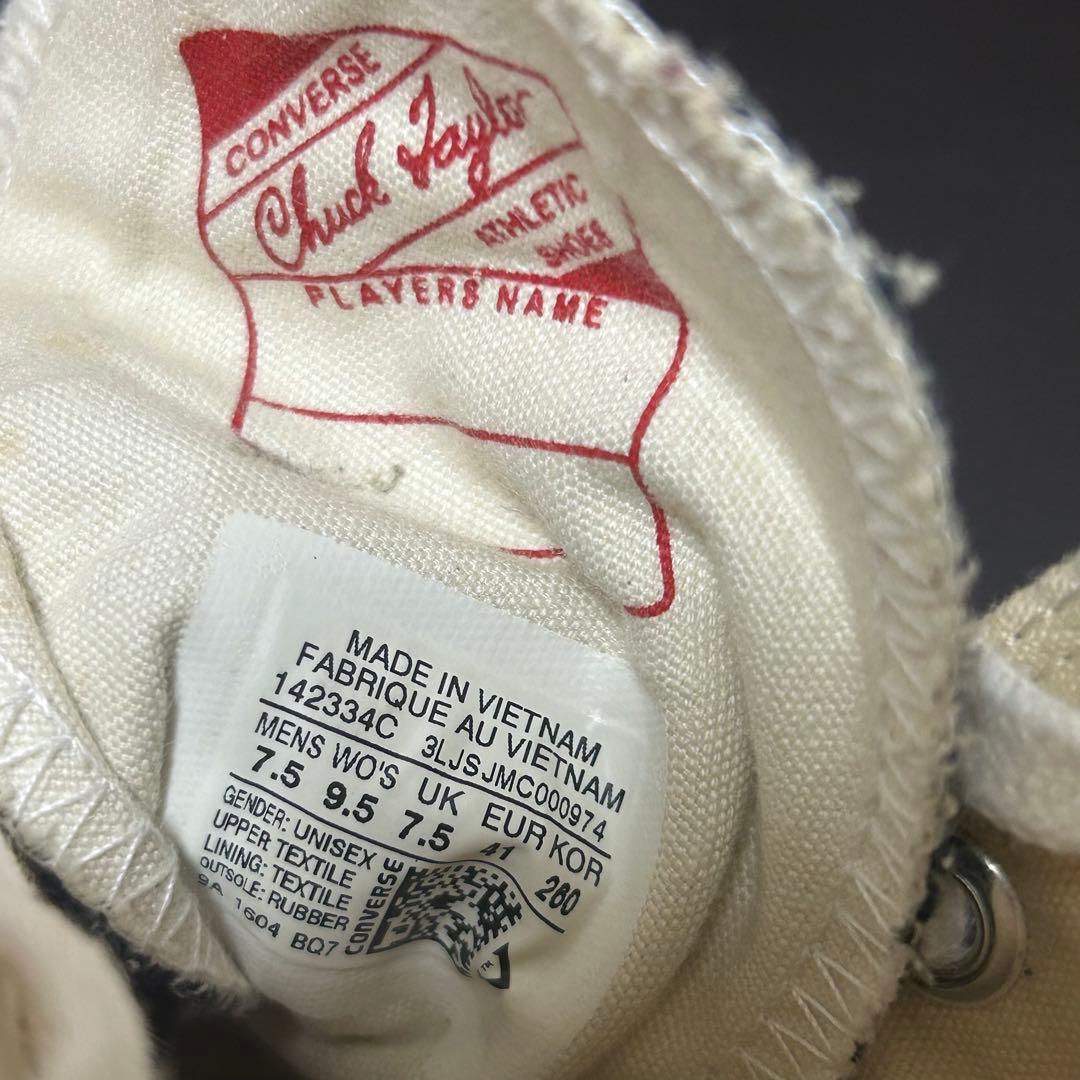 CONVERSE
Chuck Taylor
ATHLETIC
SHOES
PLAYERS NAME
MADE IN VIETNAM
FABRIQUE AU VIETNAM
142334C 3LJSJMC000974
MENS WO'S UK EUR KOR
7.5 9.5 7.5 41 260
GENDER: UNISEX
UPPER: TEXTILE
LINING: TEXTILE
OUTSOLE: RUBBER
9A 1604 BQ7
CONVERSE
TM